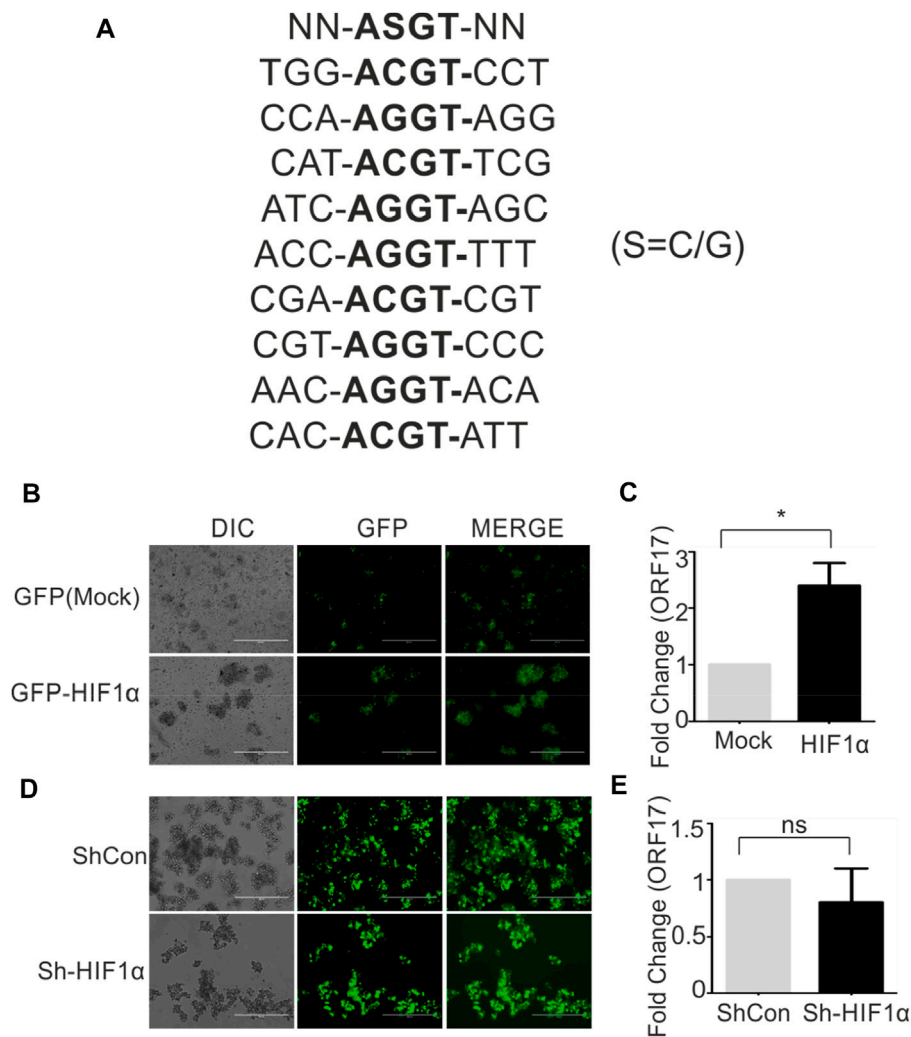 A
NN-ASGT-NN
TGG-ACGT-CCT
CCA-AGGT-AGG
CAT-ACGT-TCG
ATC-AGGT-AGC
ACC-AGGT-TTT
CGA-ACGT-CGT
CGT-AGGT-CCC
AAC-AGGT-ACA
CAC-ACGT-ATT
(S=C/G)
B
DIC GFP MERGE
GFP(Mock)
GFP-HIF1α
C
*
Fold Change (ORF17)
3
2
1
0
Mock HIF1α
D
ShCon
Sh-HIF1α
E
ns
Fold Change (ORF17)
1.5
1
0.5
0
ShCon Sh-HIF1α